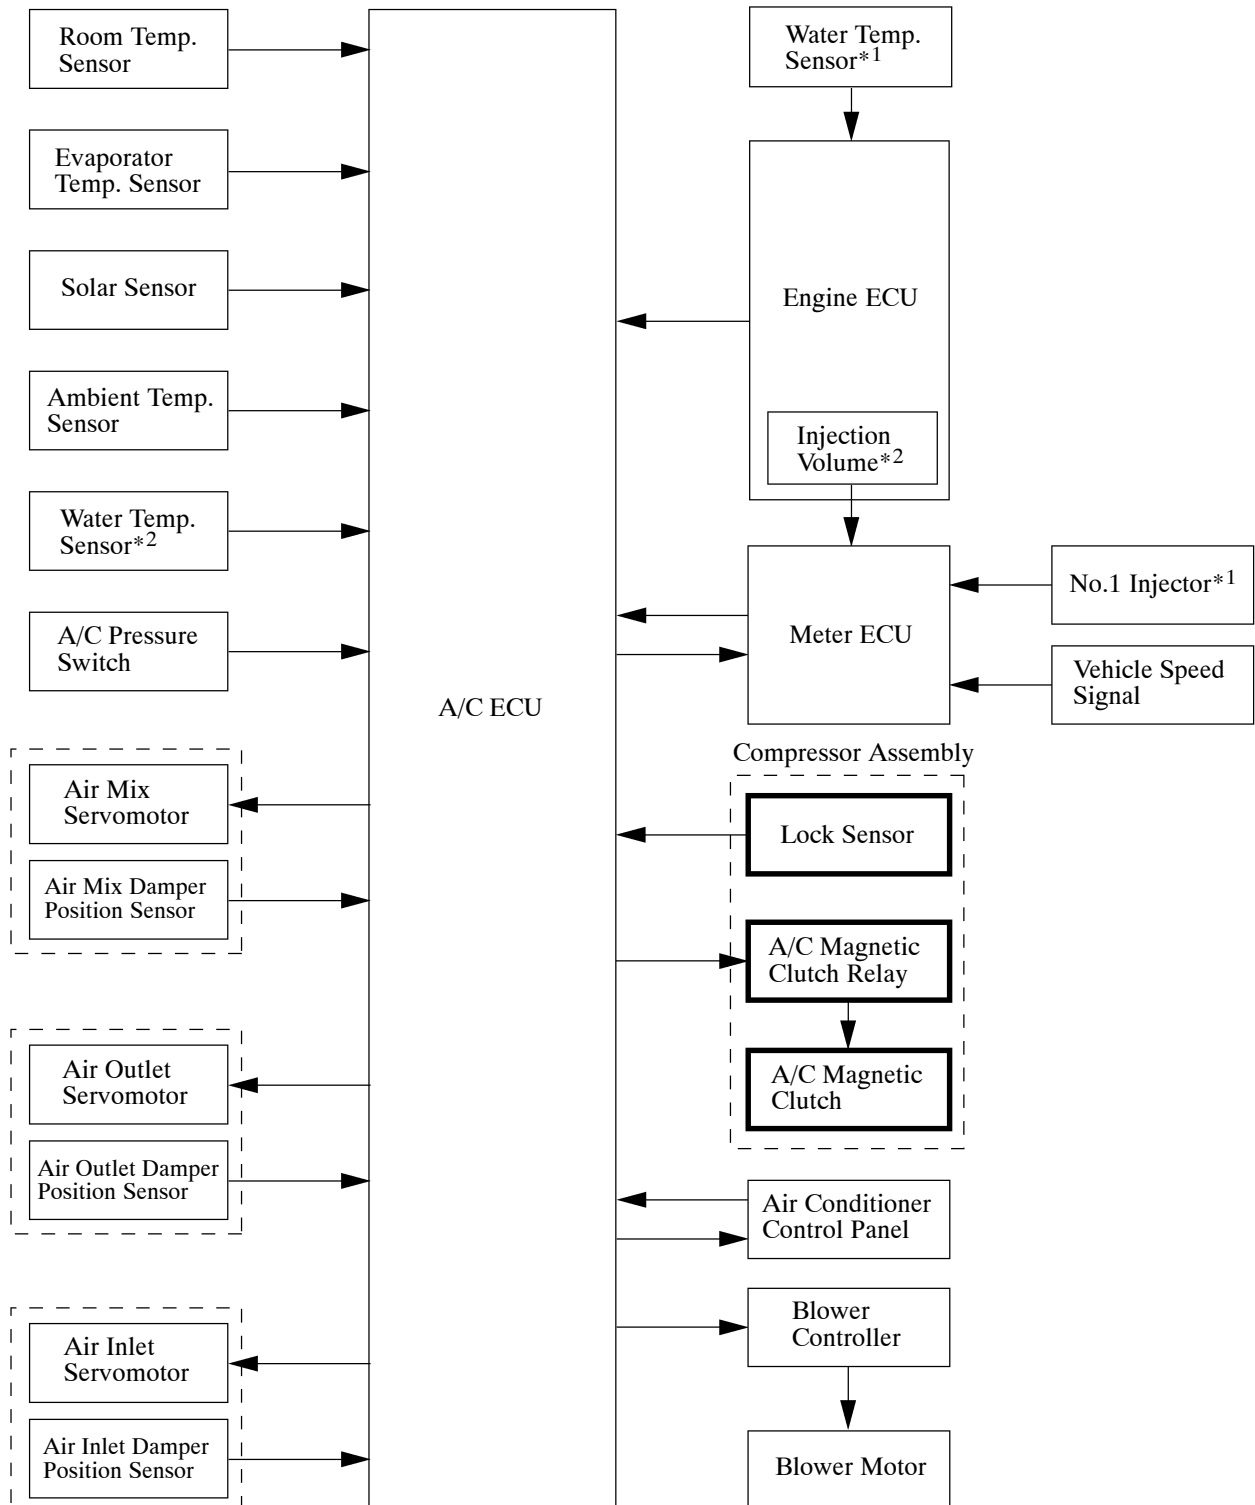 Room Temp.
Sensor
Evaporator
Temp. Sensor
Solar Sensor
Ambient Temp.
Sensor
Water Temp.
Sensor*2
A/C Pressure
Switch
Air Mix
Servomotor
Air Mix Damper
Position Sensor
Air Outlet
Servomotor
Air Outlet Damper
Position Sensor
Air Inlet
Servomotor
Air Inlet Damper
Position Sensor
A/C ECU
Water Temp.
Sensor*1
Engine ECU
Injection
Volume*2
Meter ECU
No.1 Injector*1
Vehicle Speed
Signal
Compressor Assembly
Lock Sensor
A/C Magnetic
Clutch Relay
A/C Magnetic
Clutch
Air Conditioner
Control Panel
Blower
Controller
Blower Motor